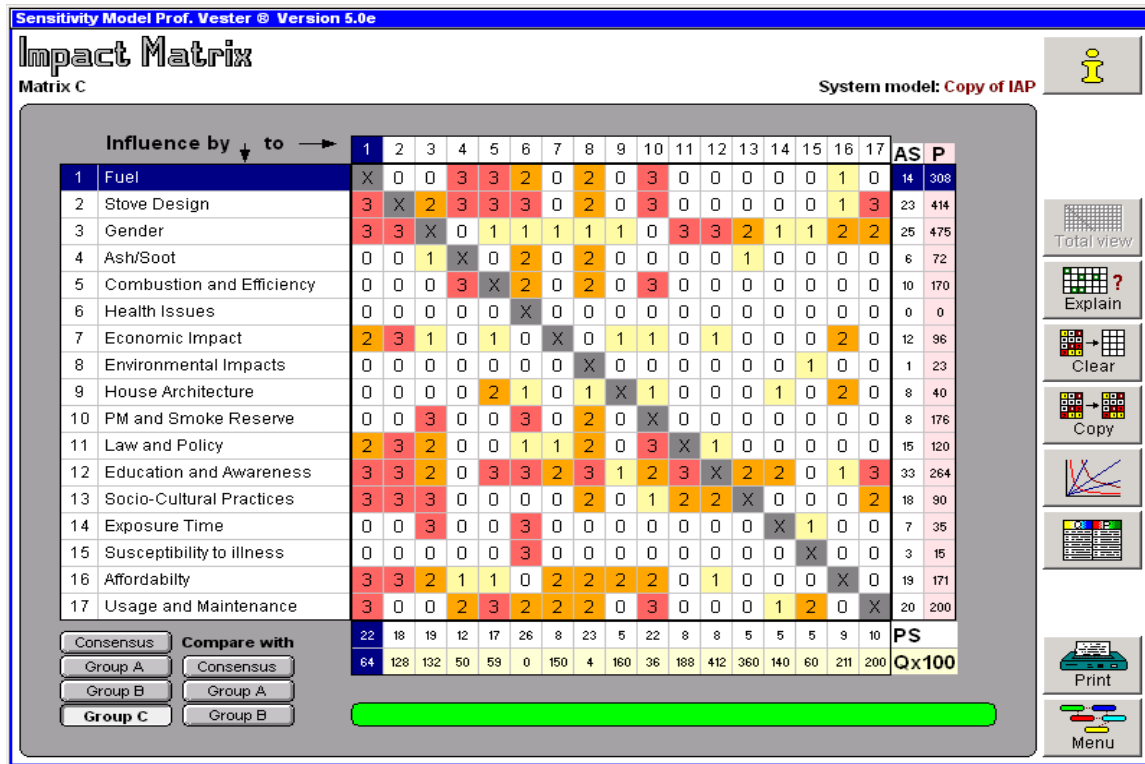 Sensitivity Model Prof. Vester ® Version 5.0e
Impact Matrix
Matrix C
System model: Copy of IAP
Influence by to
1 2 3 4 5 6 7 8 9 10 11 12 13 14 15 16 17 AS P
1 Fuel X 0 0 3 3 2 0 2 0 3 0 0 0 0 0 1 0 14 308
2 Stove Design 3 X 2 3 3 3 0 2 0 3 0 0 0 0 0 1 3 23 414
3 Gender 3 3 X 0 1 1 1 1 0 3 3 2 1 1 2 2 25 475
4 Ash/Soot 0 0 1 X 0 2 0 2 0 0 0 0 1 0 0 0 0 6 72
5 Combustion and Efficiency 0 0 0 3 X 2 0 2 0 3 0 0 0 0 0 0 0 10 170
6 Health Issues 0 0 0 0 0 X 0 0 0 0 0 0 0 0 0 0 0 0 0
7 Economic Impact 2 3 1 0 1 0 X 0 1 1 0 1 0 0 0 2 0 12 96
8 Environmental Impacts 0 0 0 0 0 0 0 X 0 0 0 0 0 0 1 0 0 1 23
9 House Architecture 0 0 0 0 2 1 0 1 X 1 0 0 0 1 0 2 0 8 40
10 PM and Smoke Reserve 0 0 3 0 0 3 0 2 0 X 0 0 0 0 0 0 0 8 176
11 Law and Policy 2 3 2 0 0 1 1 2 0 3 X 1 0 0 0 0 0 15 120
12 Education and Awareness 3 3 2 0 3 3 2 3 1 2 3 X 2 2 0 1 3 33 264
13 Socio-Cultural Practices 3 3 3 0 0 0 0 2 0 1 2 2 X 0 0 0 2 18 90
14 Exposure Time 0 0 3 0 0 3 0 0 0 0 0 0 0 X 1 0 0 7 35
15 Susceptibility to illness 0 0 0 0 0 3 0 0 0 0 0 0 0 0 X 0 0 3 15
16 Affordabilty 3 3 2 1 1 0 2 2 2 2 0 1 0 0 0 X 0 19 171
17 Usage and Maintenance 3 0 0 2 3 2 2 2 0 3 0 0 0 1 2 0 X 20 200
22 18 19 12 17 26 8 23 5 22 8 8 5 5 5 9 10 PS
64 128 132 50 59 0 150 4 160 36 188 412 360 140 60 211 200 Qx100
Consensus Compare with
Group A Consensus
Group B Group A
Group C Group B
Total view
?
Explain
Clear
Copy
Q P
Print
Menu